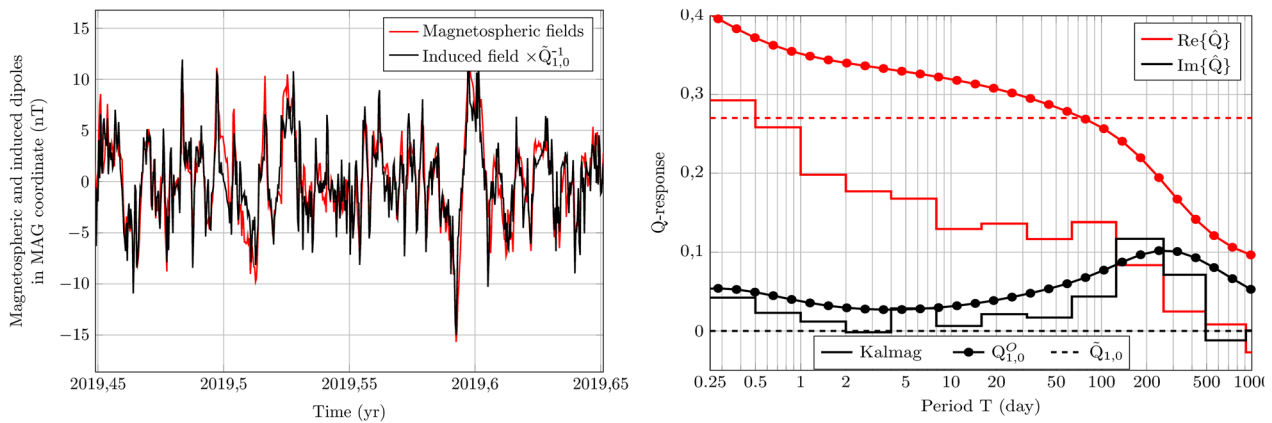 Magnetospheric and induced dipoles
in MAG coordinate (nT)
15
10
5
0
−5
−10
−15
Magnetospheric fields
Induced field ×Q̃⁻¹₁,₀
2019,45
2019,5
2019,55
2019,6
2019,65
Time (yr)
Q-response
0,4
0,3
0,2
0,1
0
Re{Q̂}
Im{Q̂}
Kalmag
Qᴼ₁,₀
Q̃₁,₀
0.25
0.5
1
2
5
10
20
50
100
200
500
1000
Period T (day)